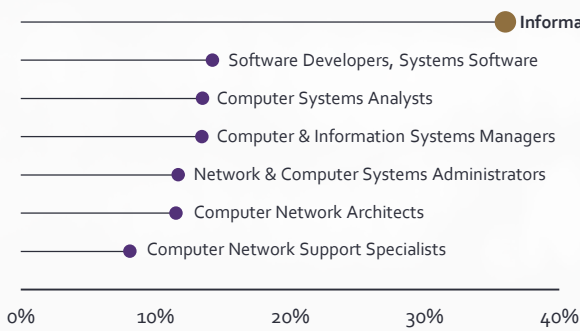 Software Developers, Systems Software
Computer Systems Analysts
Computer & Information Systems Managers
Network & Computer Systems Administrators
Computer Network Architects
Computer Network Support Specialists
0% 10% 20% 30% 40%